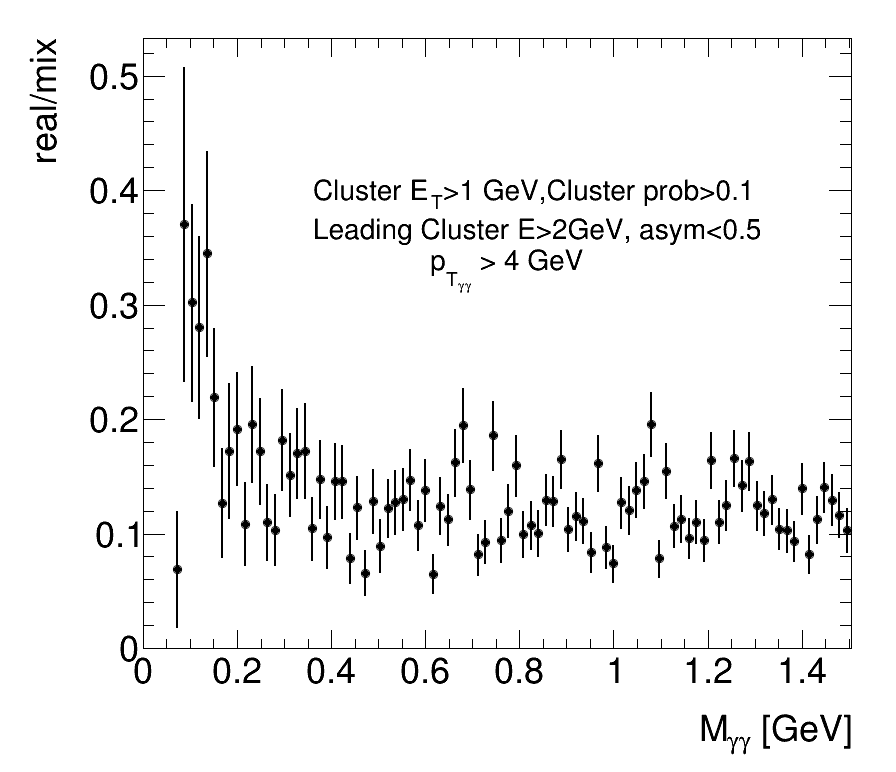 real/mix
0.5
0.4
0.3
0.2
0.1
0
Cluster E_T>1 GeV,Cluster prob>0.1
Leading Cluster E>2GeV, asym<0.5
p_Tγγ > 4 GeV
0 0.2 0.4 0.6 0.8 1 1.2 1.4
M_γγ [GeV]